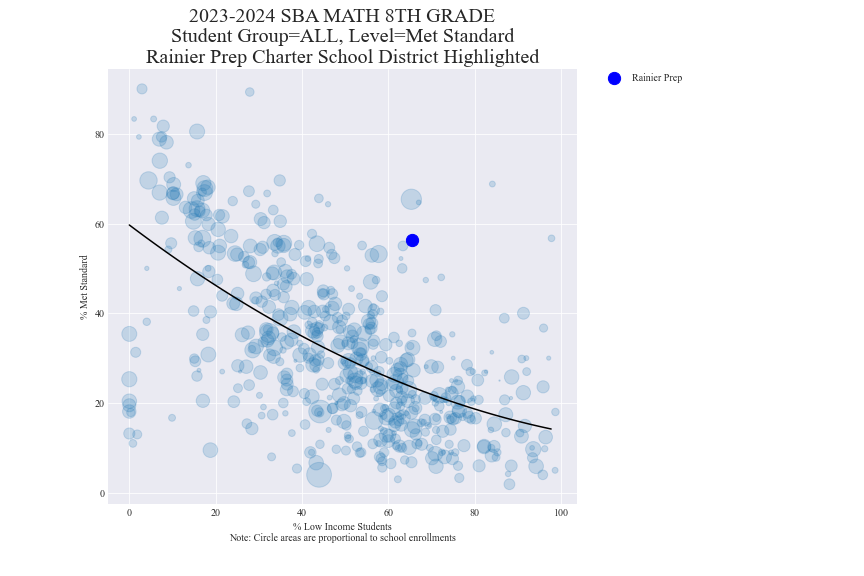 2023-2024 SBA MATH 8TH GRADE
Student Group=ALL, Level=Met Standard
Rainier Prep Charter School District Highlighted
Rainier Prep
80
60
40
20
0
% Met Standard
0 20 40 60 80 100
% Low Income Students
Note: Circle areas are proportional to school enrollments